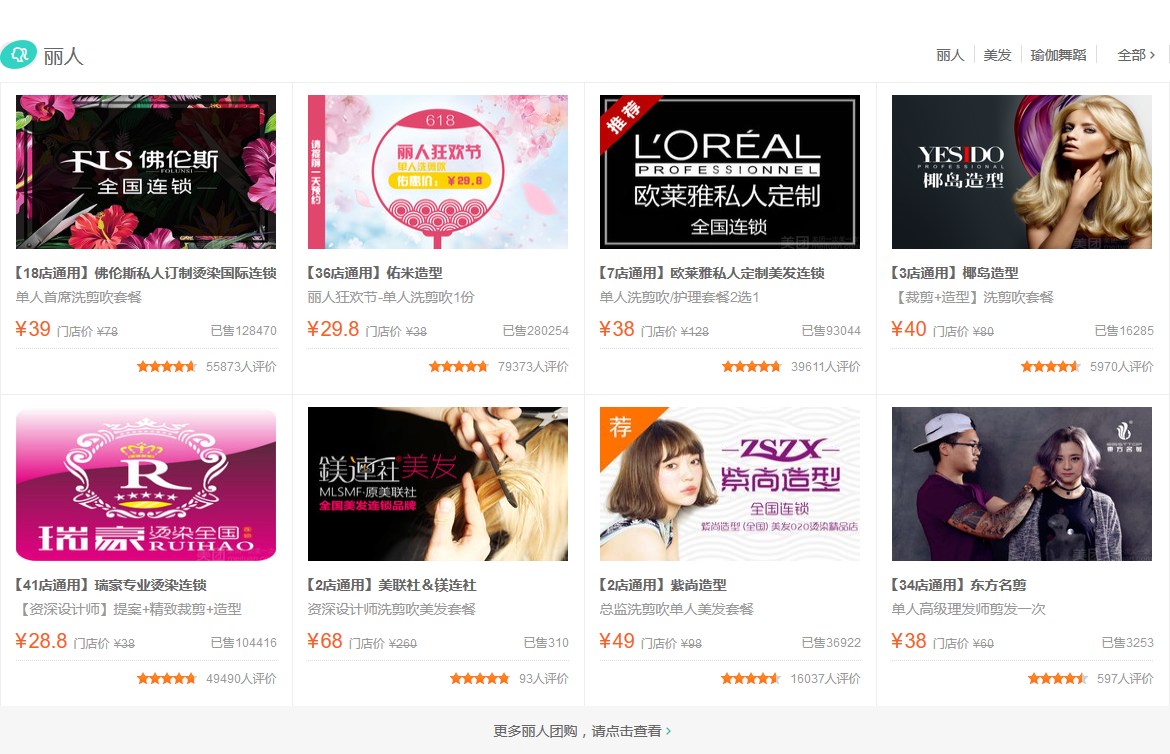 丽人
丽人 美发 瑜伽舞蹈 全部 ›
FLS 佛伦斯
FOLUNSI
全国连锁
请提前一天预约
618
丽人狂欢节
单人洗剪吹
佑惠价：￥29.8
推荐
L'ORÉAL
PROFESSIONNEL
欧莱雅私人定制
全国连锁
美团
YESIDO
PROFESSIONAL
椰岛造型
美团
【18店通用】佛伦斯私人订制烫染国际连锁
单人首席洗剪吹套餐
¥39 门店价 ¥78 已售128470
55873人评价
【36店通用】佑米造型
丽人狂欢节-单人洗剪吹1份
¥29.8 门店价 ¥38 已售280254
79373人评价
【7店通用】欧莱雅私人定制美发连锁
单人洗剪吹/护理套餐2选1
¥38 门店价 ¥128 已售93044
39611人评价
【3店通用】椰岛造型
【裁剪+造型】洗剪吹套餐
¥40 门店价 ¥80 已售16285
5970人评价
R
瑞豪 烫染全国
RUIHAO
美团
鎂連社美发
MLSMF·原美联社
全国美发连锁品牌
荐
ZSZX
紫尚造型
全国连锁
紫尚造型(全国)美发O2O烫染精品店
東方名剪
美团
【41店通用】瑞豪专业烫染连锁
【资深设计师】提案+精致裁剪+造型
¥28.8 门店价 ¥38 已售104416
49490人评价
【2店通用】美联社＆镁连社
资深设计师洗剪吹美发套餐
¥68 门店价 ¥260 已售310
93人评价
【2店通用】紫尚造型
总监洗剪吹单人美发套餐
¥49 门店价 ¥98 已售36922
16037人评价
【34店通用】东方名剪
单人高级理发师剪发一次
¥38 门店价 ¥60 已售3253
597人评价
更多丽人团购，请点击查看 ›